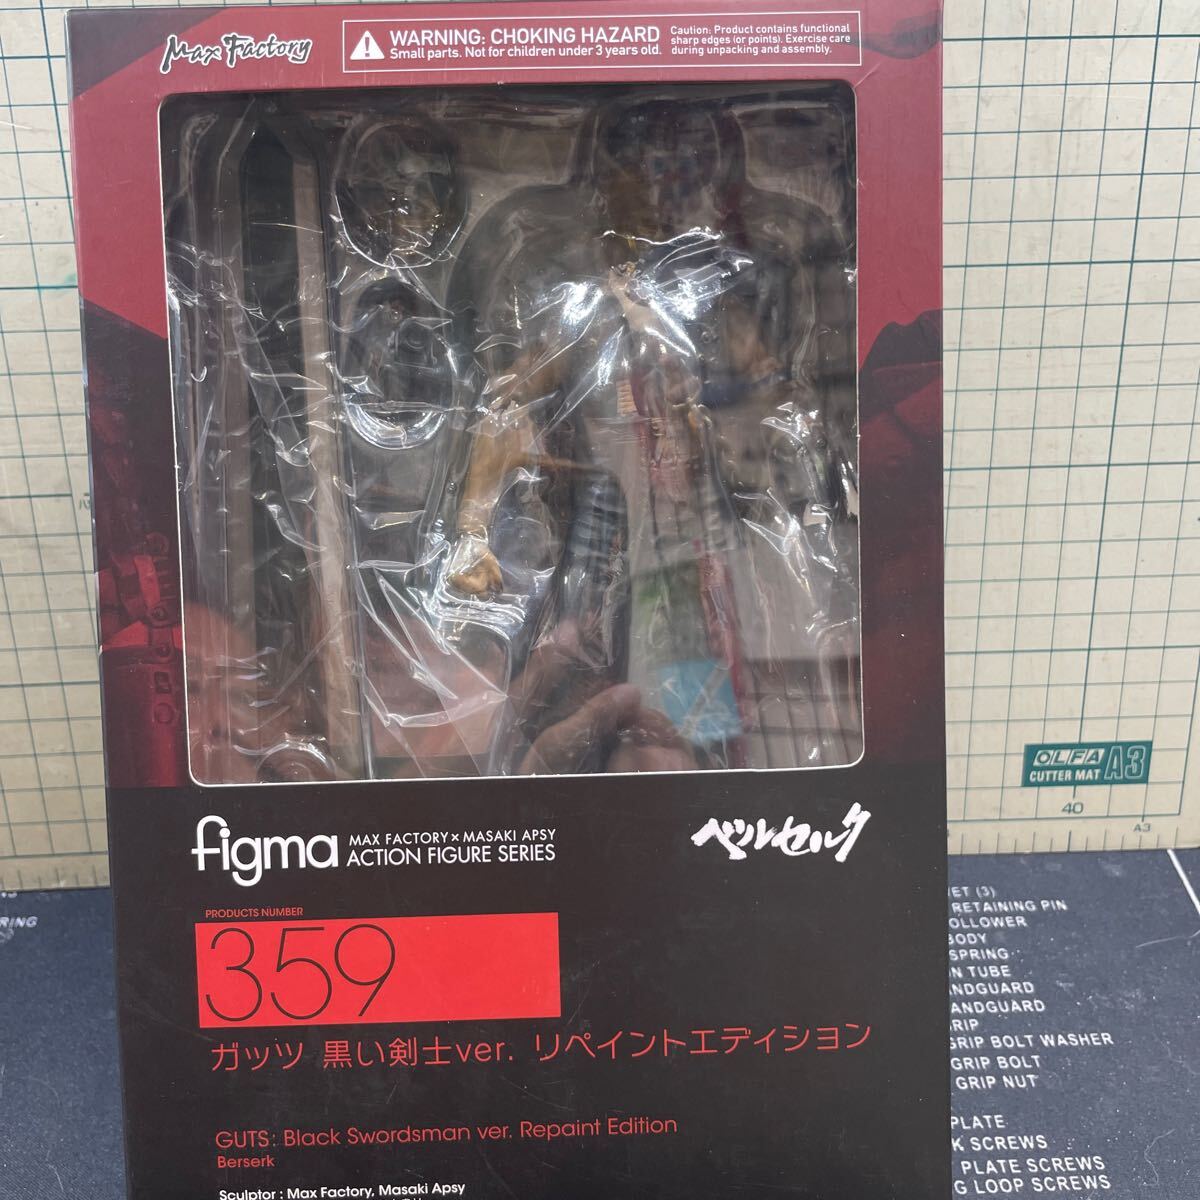 Max Factory
WARNING: CHOKING HAZARD
Small parts. Not for children under 3 years old.
Caution: Product contains functional
sharp edges (or points). Exercise care
during unpacking and assembly.
figma
MAX FACTORY × MASAKI APSY
ACTION FIGURE SERIES
ベルセルク
PRODUCTS NUMBER
359
ガッツ 黒い剣士ver. リペイントエディション
GUTS: Black Swordsman ver. Repaint Edition
Berserk
Sculptor : Max Factory, Masaki Apsy
OLFA
CUTTER MAT A3
40
A3
RING
ET (3)
RETAINING PIN
OLLOWER
BODY
SPRING
N TUBE
ANDGUARD
ANDGUARD
GRIP
GRIP BOLT WASHER
GRIP BOLT
GRIP NUT
PLATE
K SCREWS
PLATE SCREWS
G LOOP SCREWS